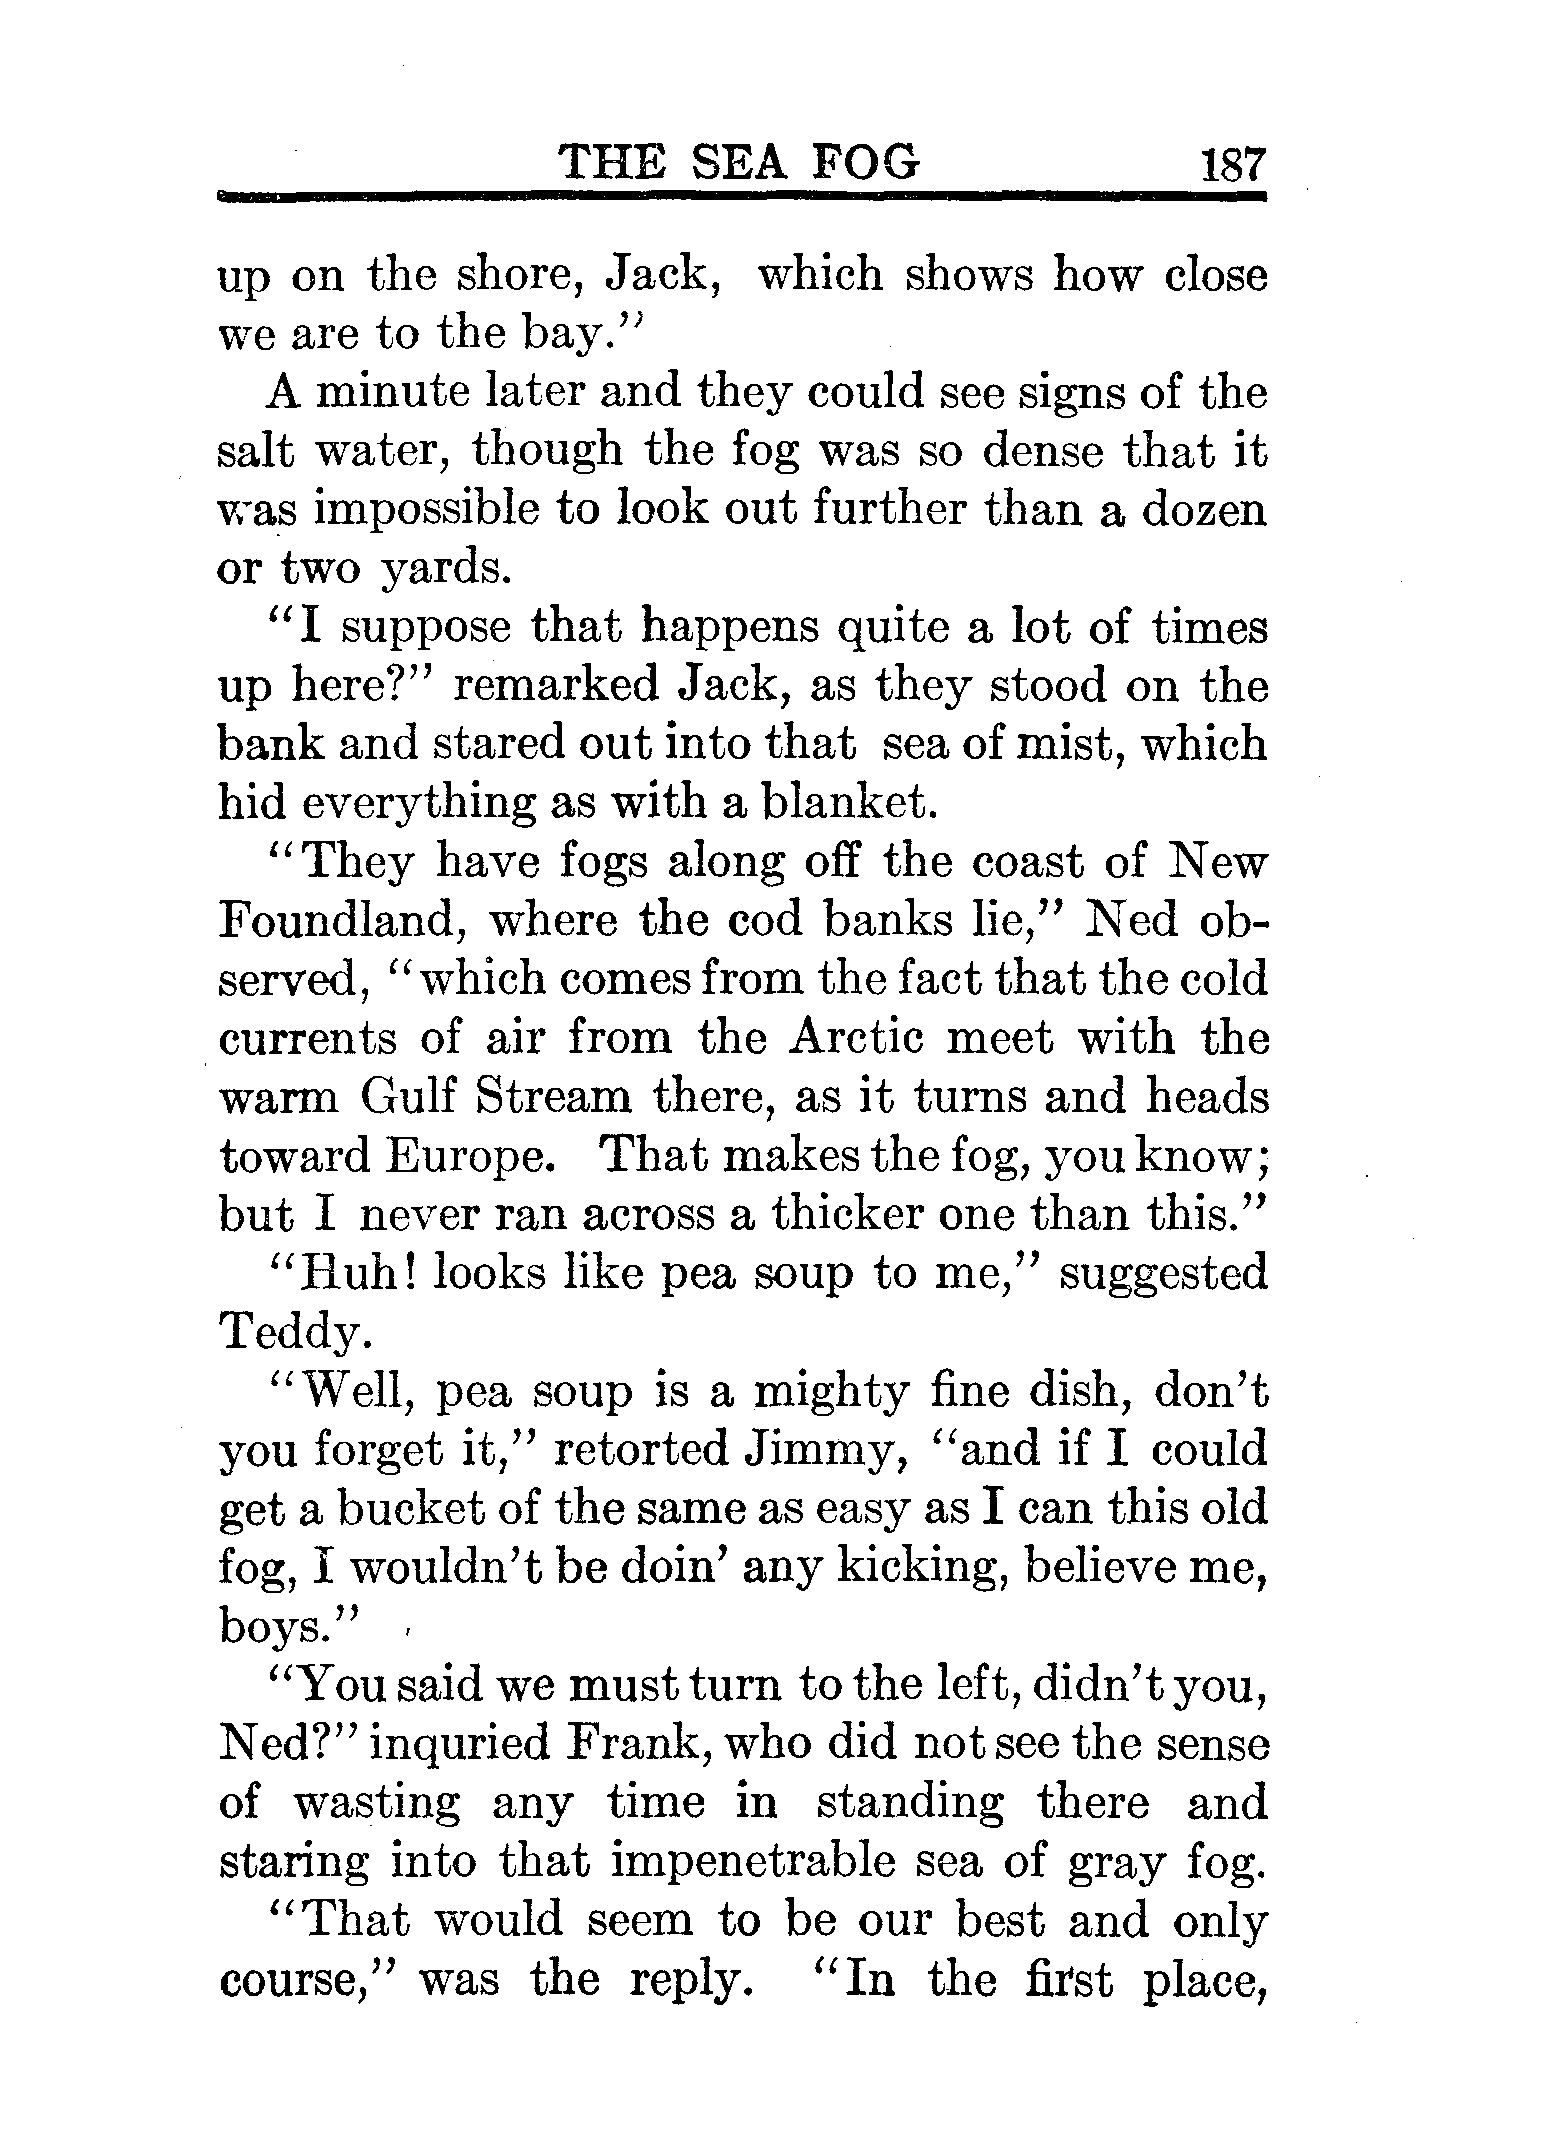 THE SEA FOG 187
up on the shore, Jack, which shows how close
we are to the bay."
A minute later and they could see signs of the
salt water, though the fog was so dense that it
was impossible to look out further than a dozen
or two yards.
"I suppose that happens quite a lot of times
up here?" remarked Jack, as they stood on the
bank and stared out into that sea of mist, which
hid everything as with a blanket.
"They have fogs along off the coast of New
Foundland, where the cod banks lie," Ned ob-
served, "which comes from the fact that the cold
currents of air from the Arctic meet with the
warm Gulf Stream there, as it turns and heads
toward Europe. That makes the fog, you know;
but I never ran across a thicker one than this."
"Huh! looks like pea soup to me," suggested
Teddy.
"Well, pea soup is a mighty fine dish, don't
you forget it," retorted Jimmy, "and if I could
get a bucket of the same as easy as I can this old
fog, I wouldn't be doin' any kicking, believe me,
boys."
"You said we must turn to the left, didn't you,
Ned?" inquried Frank, who did not see the sense
of wasting any time in standing there and
staring into that impenetrable sea of gray fog.
"That would seem to be our best and only
course," was the reply. "In the first place,